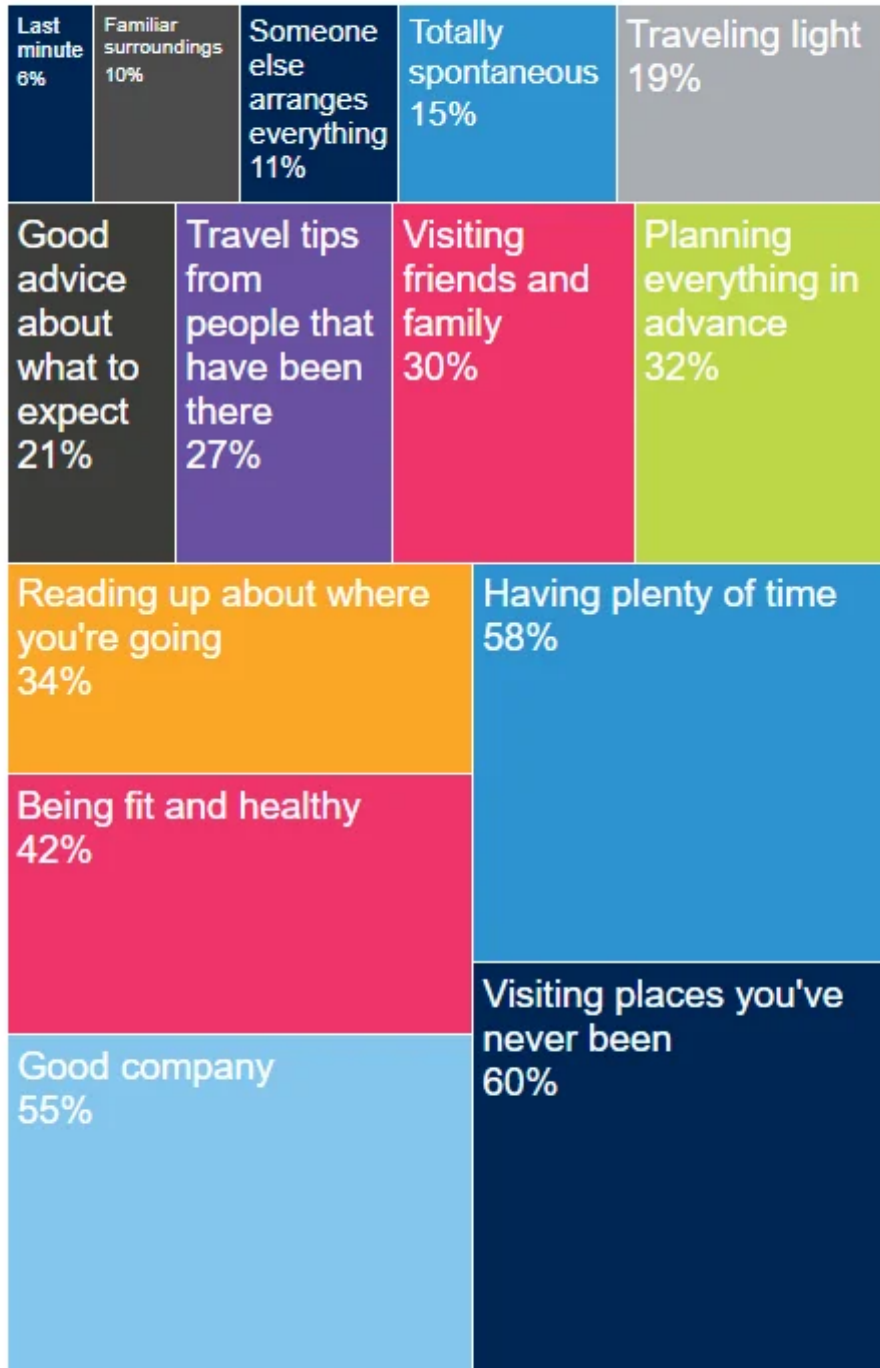 Last
minute
6%
Familiar
surroundings
10%
Someone
else
arranges
everything
11%
Totally
spontaneous
15%
Traveling light
19%
Good
advice
about
what to
expect
21%
Travel tips
from
people that
have been
there
27%
Visiting
friends and
family
30%
Planning
everything in
advance
32%
Reading up about where
you're going
34%
Having plenty of time
58%
Being fit and healthy
42%
Visiting places you've
never been
60%
Good company
55%